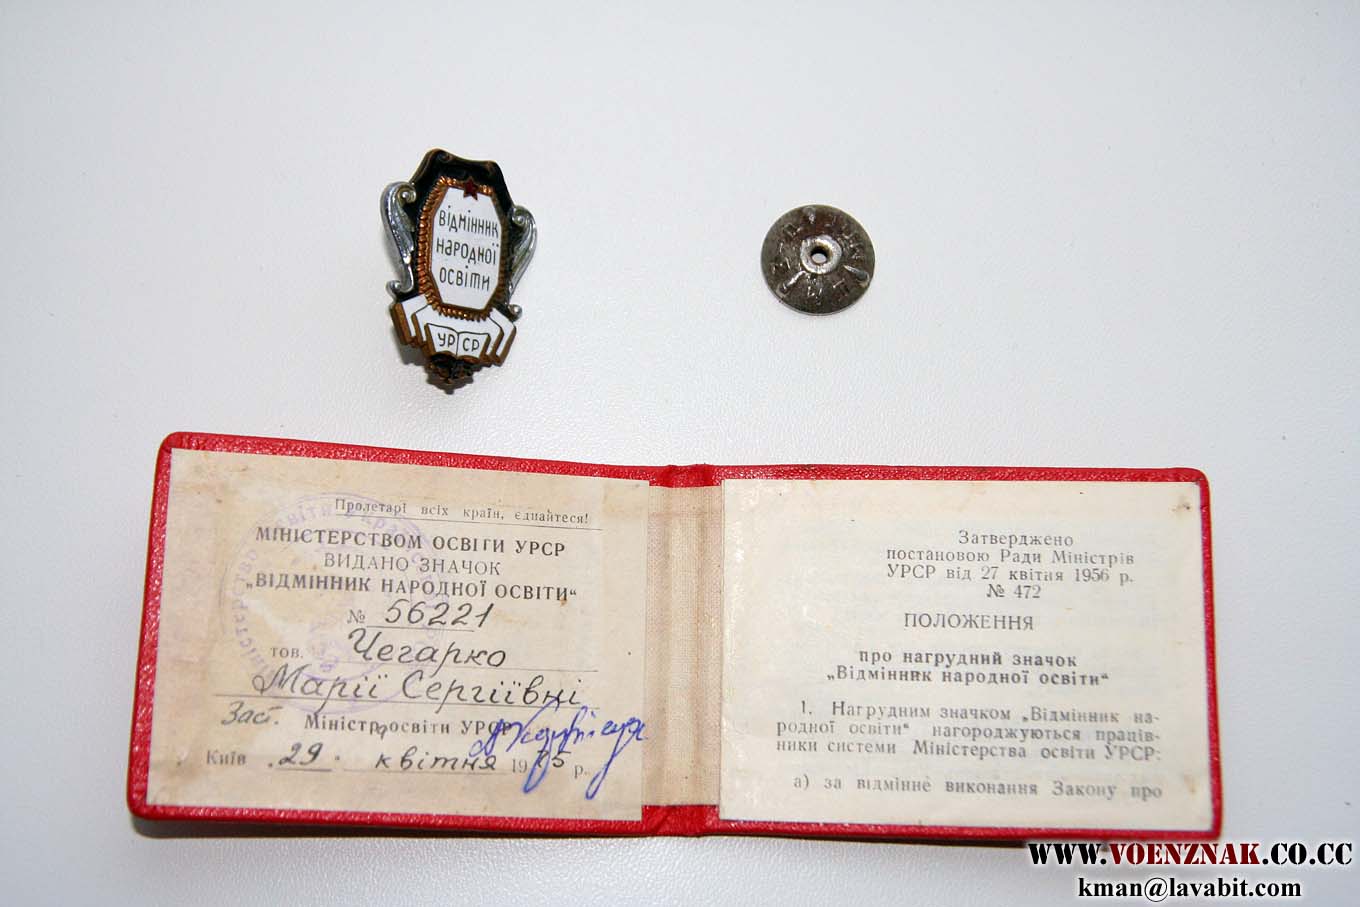 Відмінник
народної
освіти
УР СР
Пролетарі всіх країн, єднайтеся!
МІНІСТЕРСТВОМ ОСВІТИ УРСР
ВИДАНО ЗНАЧОК
„ВІДМІННИК НАРОДНОЇ ОСВІТИ“
№ 56221
тов. Чегарко
Марії Сергіївні
Заст. Міністр освіти УРСР
Київ „29“ квітня 1975 р.
Затверджено
постановою Ради Міністрів
УРСР від 27 квітня 1956 р.
№ 472
ПОЛОЖЕННЯ
про нагрудний значок
„Відмінник народної освіти“
1. Нагрудним значком „Відмінник на-
родної освіти“ нагороджуються праців-
ники системи Міністерства освіти УРСР:
а) за відмінне виконання Закону про
WWW.VOENZNAK.CO.CC
kman@lavabit.com